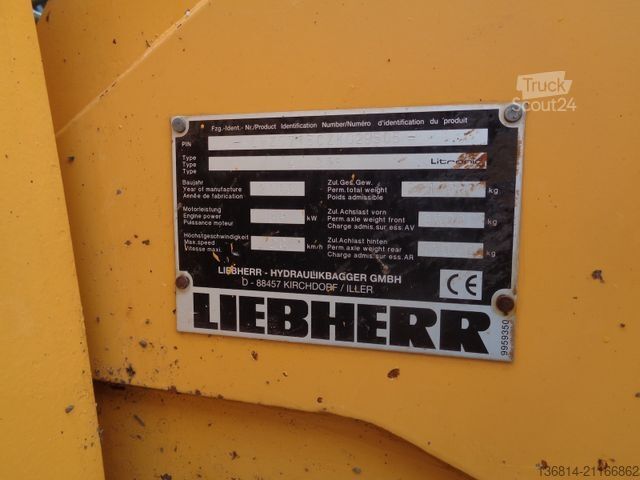 Truck
Scout24
Fzg.-Ident.- Nr./Product Identification Number/Numéro d'identification du produit
PIN
Type
Type
Type
Litronic
Baujahr
Year of manufacture
Année de fabrication
Zul.Ges.Gew.
Perm.total weight
Poids admissible
kg
Motorleistung
Engine power
Puissance moteur
kW
Zul. Achslast vorn
Perm. axle weight front
Charge admis.sur ess. AV
kg
Höchstgeschwindigkeit
Max.speed
Vitesse maxi.
km/h
Zul. Achslast hinten
Perm. axle weight rear
Charge admis.sur ess. AR
kg
LIEBHERR - HYDRAULIKBAGGER GMBH
D - 88457 KIRCHDORF / ILLER
CE
LIEBHERR
9959350
136814-21166862